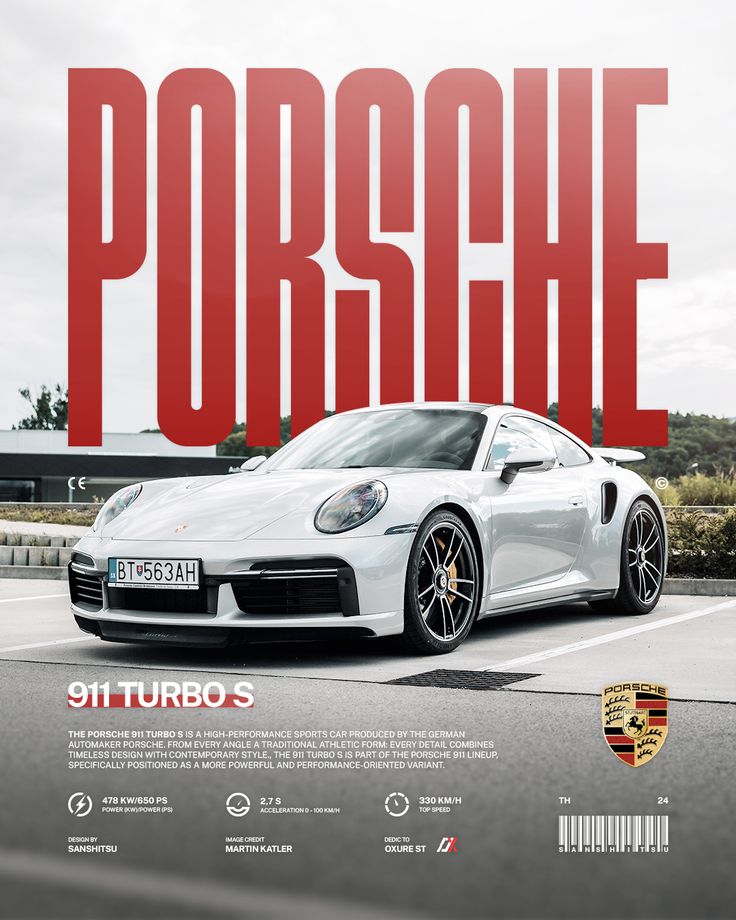 PORSCHE
CE
©
BT 563AH
911 TURBO S
PORSCHE
STUTTGART
THE PORSCHE 911 TURBO S IS A HIGH-PERFORMANCE SPORTS CAR PRODUCED BY THE GERMAN
AUTOMAKER PORSCHE. FROM EVERY ANGLE A TRADITIONAL ATHLETIC FORM: EVERY DETAIL COMBINES
TIMELESS DESIGN WITH CONTEMPORARY STYLE., THE 911 TURBO S IS PART OF THE PORSCHE 911 LINEUP,
SPECIFICALLY POSITIONED AS A MORE POWERFUL AND PERFORMANCE-ORIENTED VARIANT.
478 KW/650 PS
POWER (KW)/POWER (PS)
2,7 S
ACCELERATION 0 - 100 KM/H
330 KM/H
TOP SPEED
TH 24
DESIGN BY
SANSHITSU
IMAGE CREDIT
MARTIN KATLER
DEDIC TO
OXURE ST
SANSHITSU